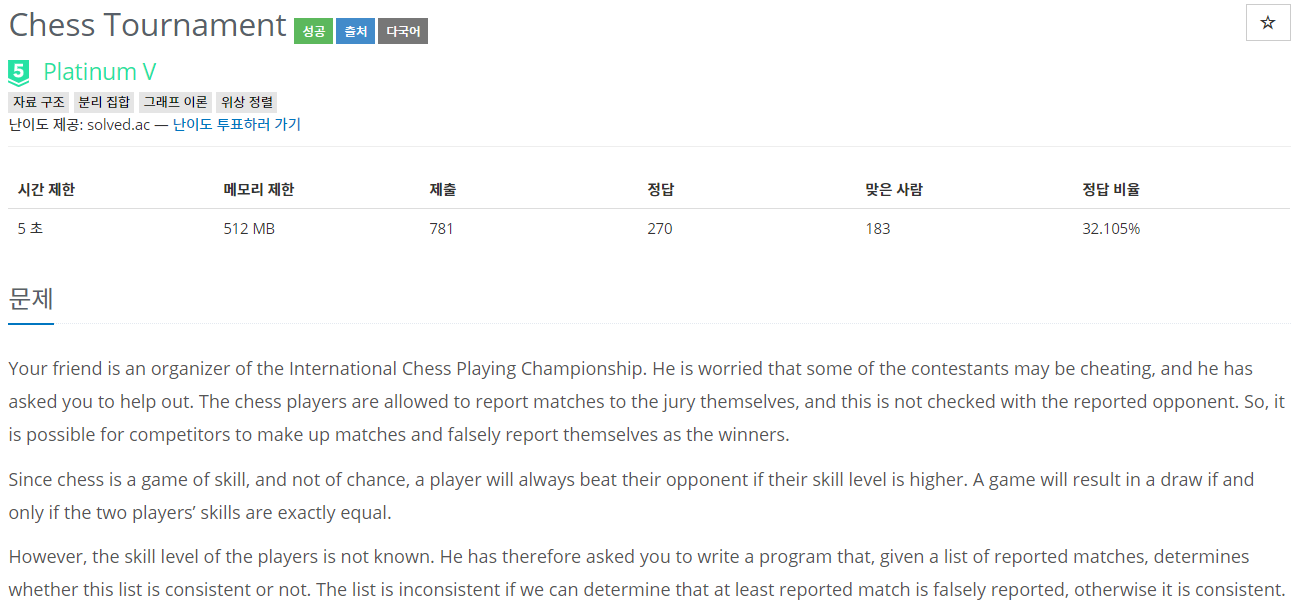 Chess Tournament 성공 출처 다국어
☆
5 Platinum V
자료 구조 분리 집합 그래프 이론 위상 정렬
난이도 제공: solved.ac — 난이도 투표하러 가기
시간 제한 메모리 제한 제출 정답 맞은 사람 정답 비율
5 초 512 MB 781 270 183 32.105%
문제
Your friend is an organizer of the International Chess Playing Championship. He is worried that some of the contestants may be cheating, and he has
asked you to help out. The chess players are allowed to report matches to the jury themselves, and this is not checked with the reported opponent. So, it
is possible for competitors to make up matches and falsely report themselves as the winners.
Since chess is a game of skill, and not of chance, a player will always beat their opponent if their skill level is higher. A game will result in a draw if and
only if the two players’ skills are exactly equal.
However, the skill level of the players is not known. He has therefore asked you to write a program that, given a list of reported matches, determines
whether this list is consistent or not. The list is inconsistent if we can determine that at least reported match is falsely reported, otherwise it is consistent.